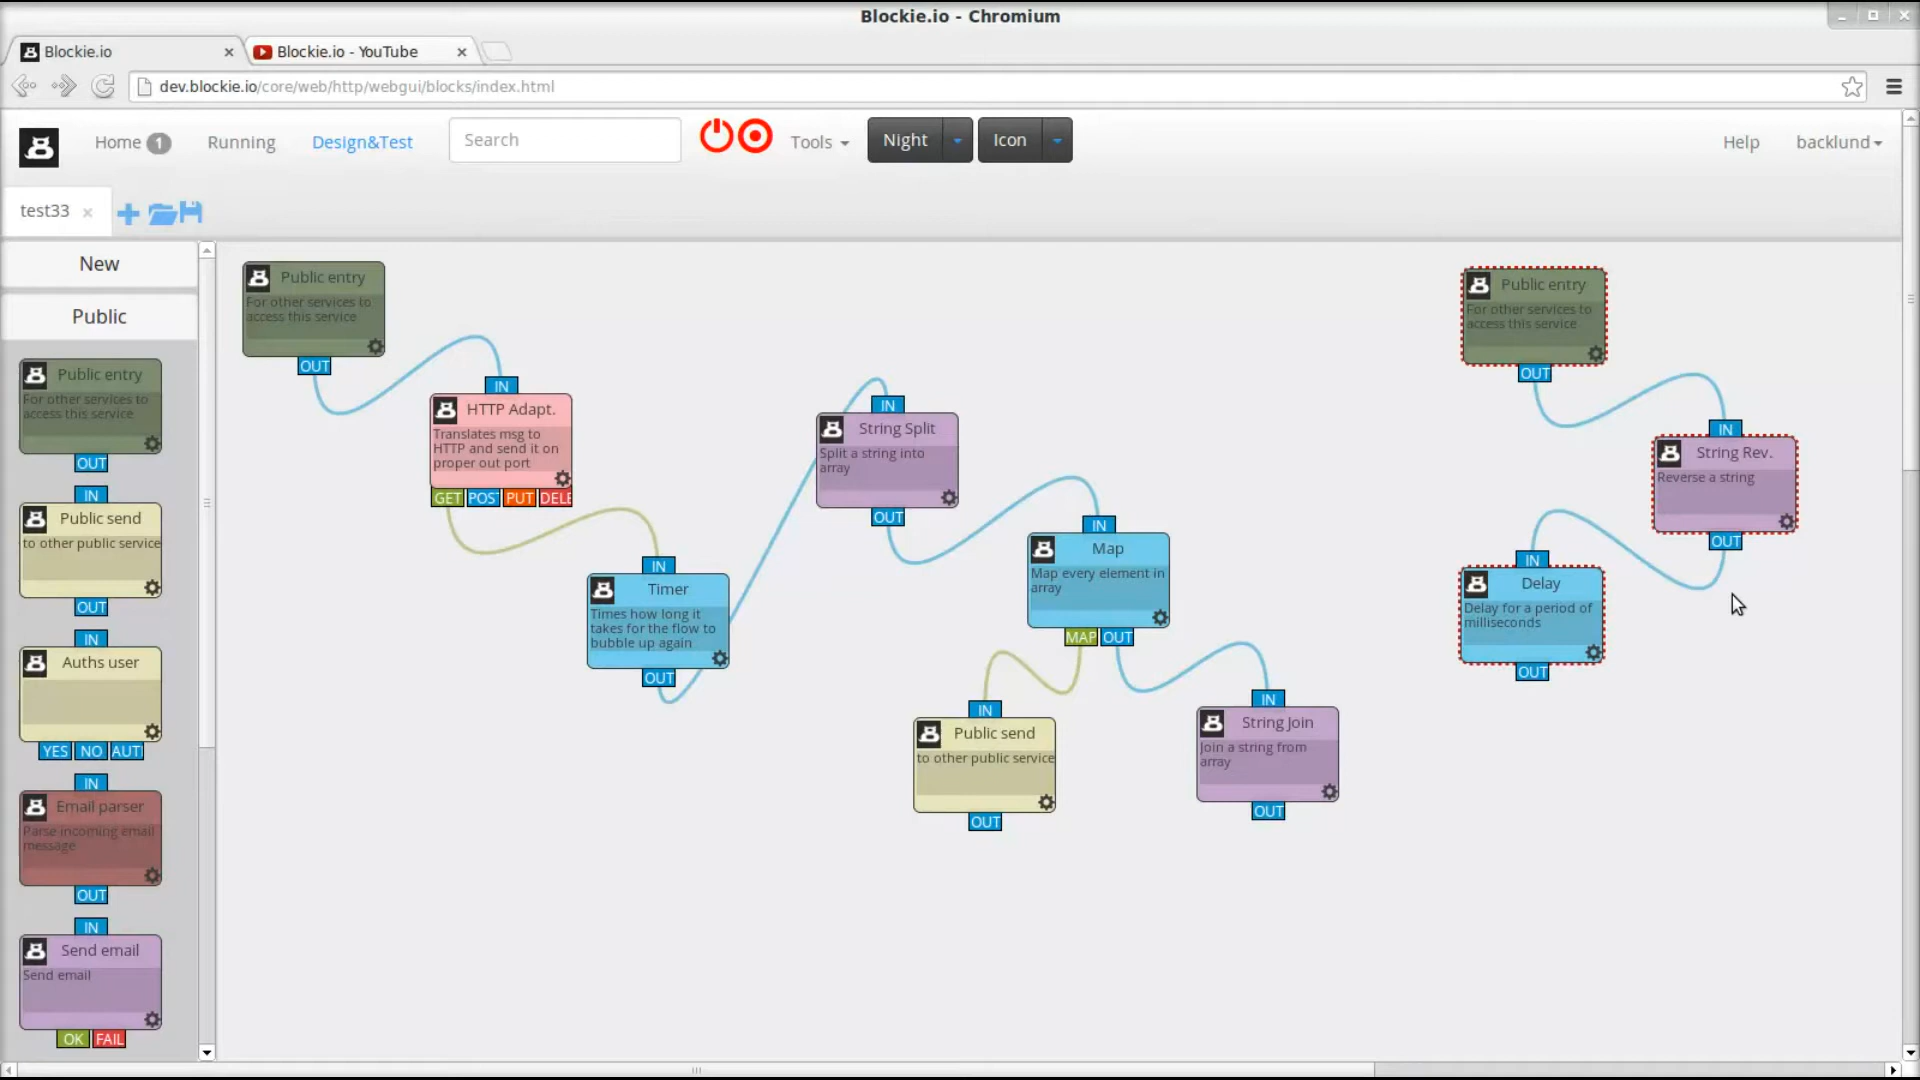 Blockie.io - Chromium
Blockie.io
Blockie.io - YouTube
dev.blockie.io/core/web/http/webgui/blocks/index.html
Home 1
Running
Design&Test
Search
Tools
Night
Icon
Help
backlund
test33
New
Public
Public entry
For other services to
access this service
OUT
IN
Public send
to other public service
OUT
IN
Auths user
YES NO AUT
IN
Email parser
Parse incoming email
message
OUT
IN
Send email
Send email
OK FAIL
Public entry
For other services to
access this service
OUT
IN
HTTP Adapt.
Translates msg to
HTTP and send it on
proper out port
GET POST PUT DELE
IN
Timer
Times how long it
takes for the flow to
bubble up again
OUT
IN
String Split
Split a string into
array
OUT
IN
Map
Map every element in
array
MAP OUT
IN
Public send
to other public service
OUT
IN
String Join
Join a string from
array
OUT
Public entry
For other services to
access this service
OUT
IN
String Rev.
Reverse a string
OUT
IN
Delay
Delay for a period of
milliseconds
OUT